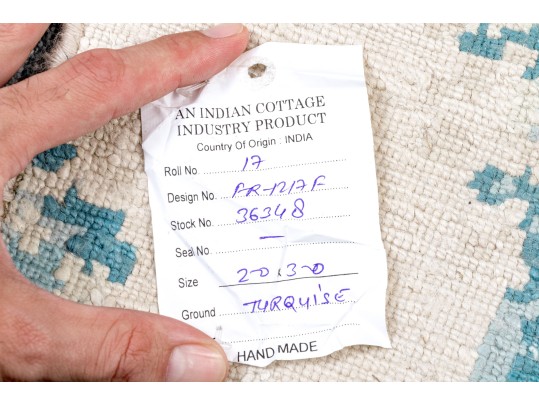 AN INDIAN COTTAGE
INDUSTRY PRODUCT
Country Of Origin : INDIA
Roll No. 17
Design No. PR-1217F
Stock No. 36348
Seal No. —
Size 2-0 x 3-0
Ground TURQUiSE
HAND MADE